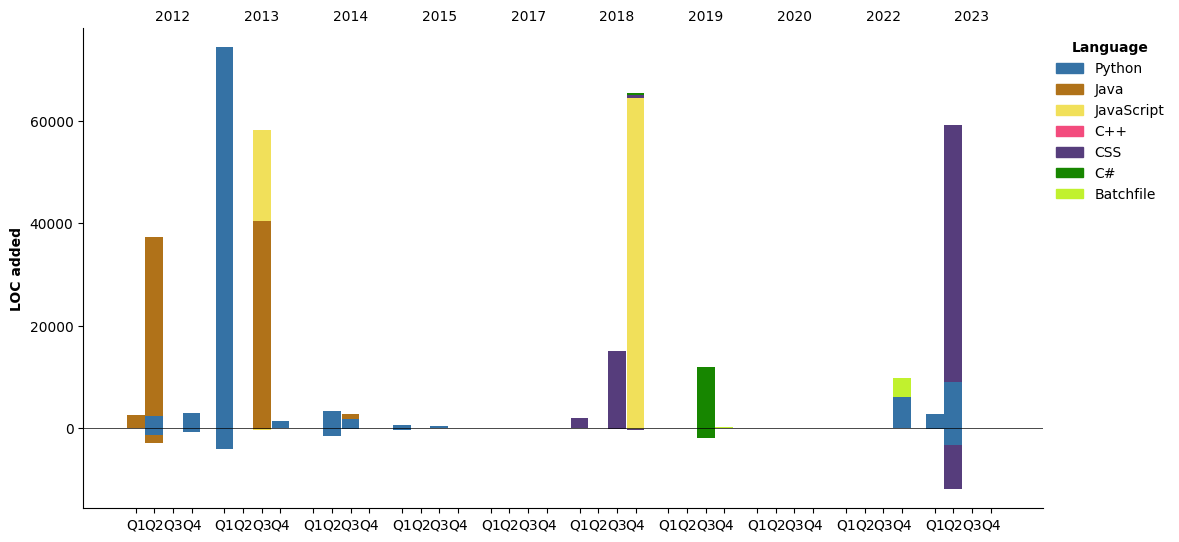 2012 2013 2014 2015 2017 2018 2019 2020 2022 2023
Language
Python
Java
JavaScript
C++
CSS
C#
Batchfile
LOC added
60000
40000
20000
0
Q1Q2Q3Q4 Q1Q2Q3Q4 Q1Q2Q3Q4 Q1Q2Q3Q4 Q1Q2Q3Q4 Q1Q2Q3Q4 Q1Q2Q3Q4 Q1Q2Q3Q4 Q1Q2Q3Q4 Q1Q2Q3Q4